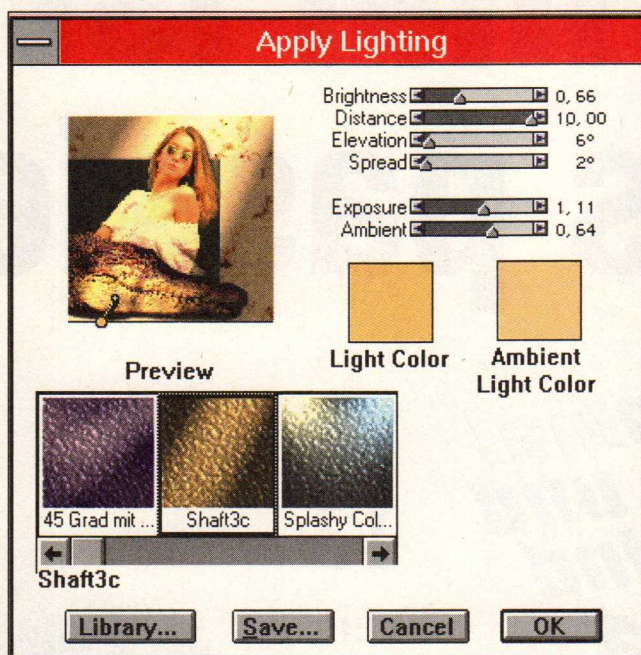 Apply Lighting
Brightness 0, 66
Distance 10, 00
Elevation 6°
Spread 2°
Exposure 1, 11
Ambient 0, 64
Preview
Light Color
Ambient
Light Color
45 Grad mit ...
Shaft3c
Splashy Col...
Shaft3c
Library...
Save...
Cancel
OK